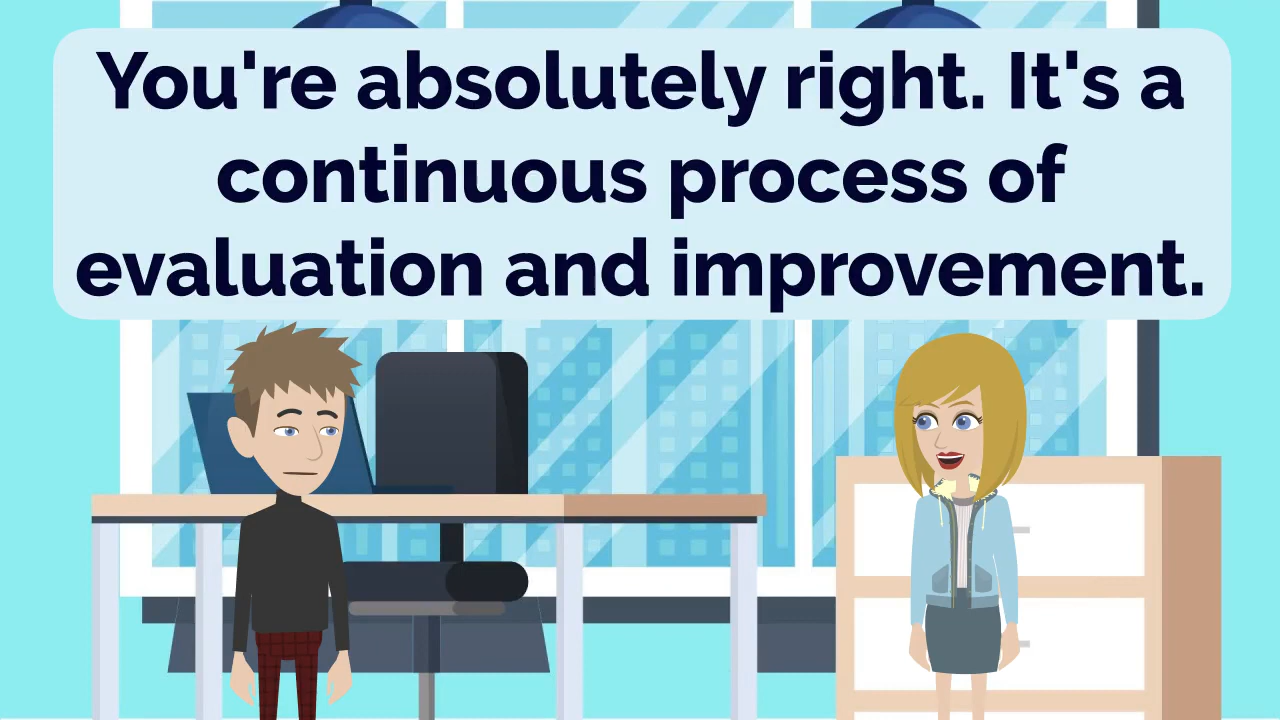 You're absolutely right. It's a
continuous process of
evaluation and improvement.